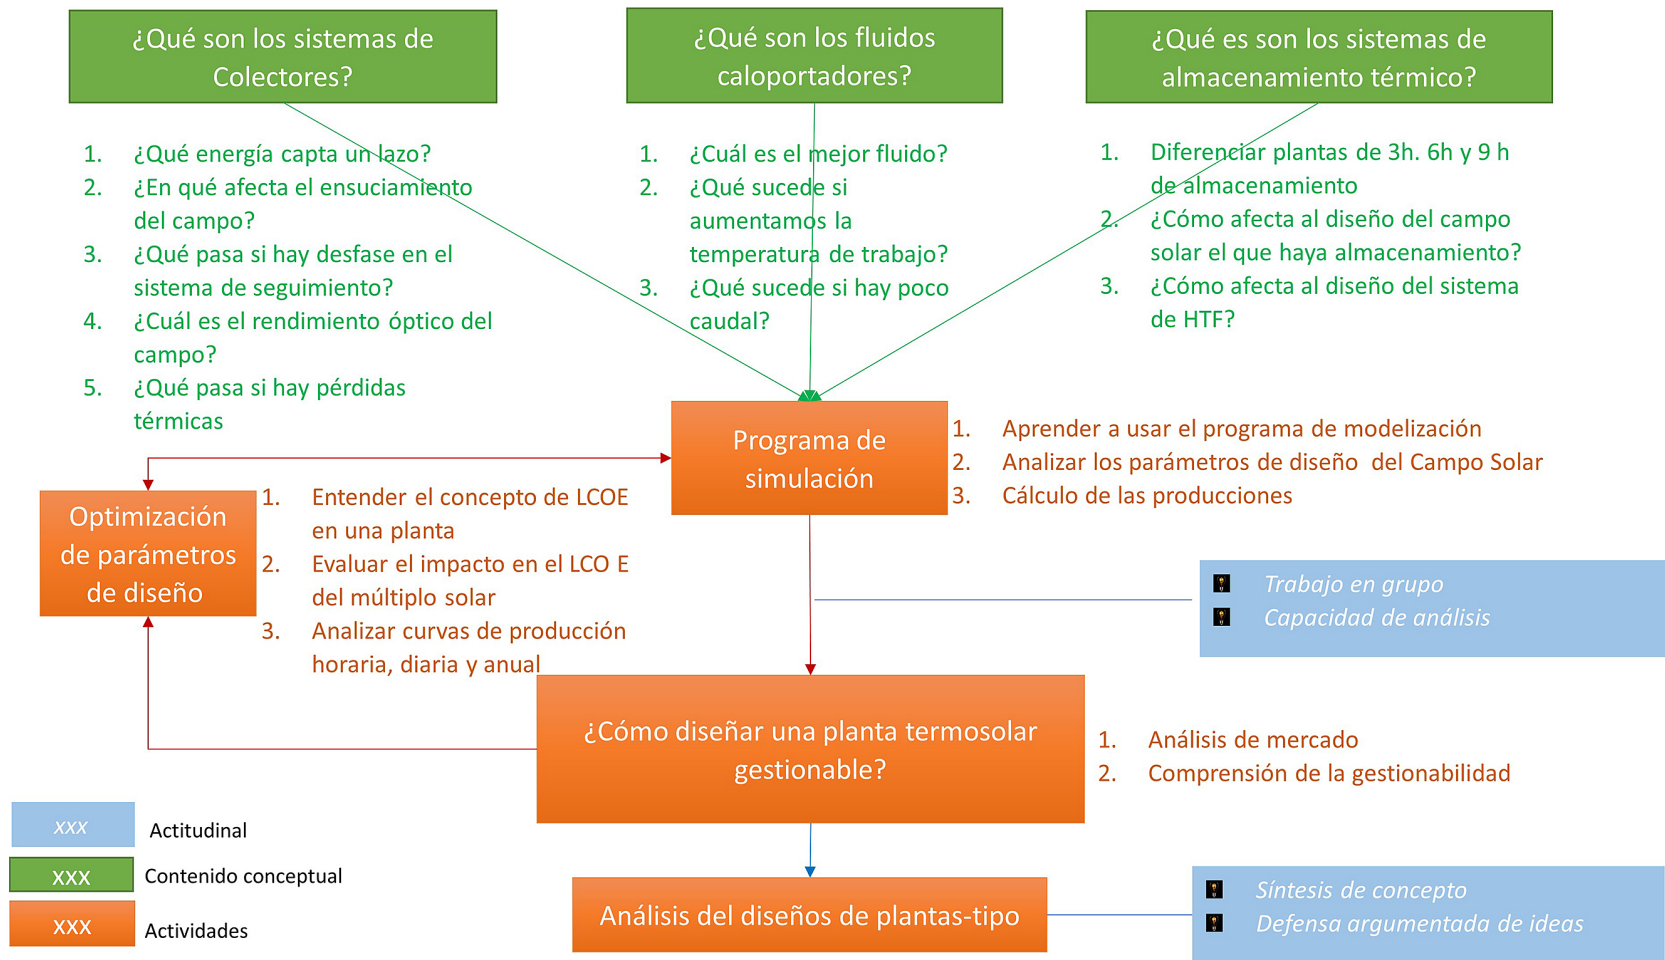 ¿Qué son los sistemas de
Colectores?
¿Qué son los fluidos
caloportadores?
¿Qué es son los sistemas de
almacenamiento térmico?
1. ¿Qué energía capta un lazo?
2. ¿En qué afecta el ensuciamiento
del campo?
3. ¿Qué pasa si hay desfase en el
sistema de seguimiento?
4. ¿Cuál es el rendimiento óptico del
campo?
5. ¿Qué pasa si hay pérdidas
térmicas
1. ¿Cuál es el mejor fluido?
2. ¿Qué sucede si
aumentamos la
temperatura de trabajo?
3. ¿Qué sucede si hay poco
caudal?
1. Diferenciar plantas de 3h. 6h y 9 h
de almacenamiento
2. ¿Cómo afecta al diseño del campo
solar el que haya almacenamiento?
3. ¿Cómo afecta al diseño del sistema
de HTF?
Programa de
simulación
1. Aprender a usar el programa de modelización
2. Analizar los parámetros de diseño del Campo Solar
3. Cálculo de las producciones
Optimización
de parámetros
de diseño
1. Entender el concepto de LCOE
en una planta
2. Evaluar el impacto en el LCO E
del múltiplo solar
3. Analizar curvas de producción
horaria, diaria y anual
Trabajo en grupo
Capacidad de análisis
¿Cómo diseñar una planta termosolar
gestionable?
1. Análisis de mercado
2. Comprensión de la gestionabilidad
xxx Actitudinal
xxx Contenido conceptual
xxx Actividades
Análisis del diseños de plantas-tipo
Síntesis de concepto
Defensa argumentada de ideas